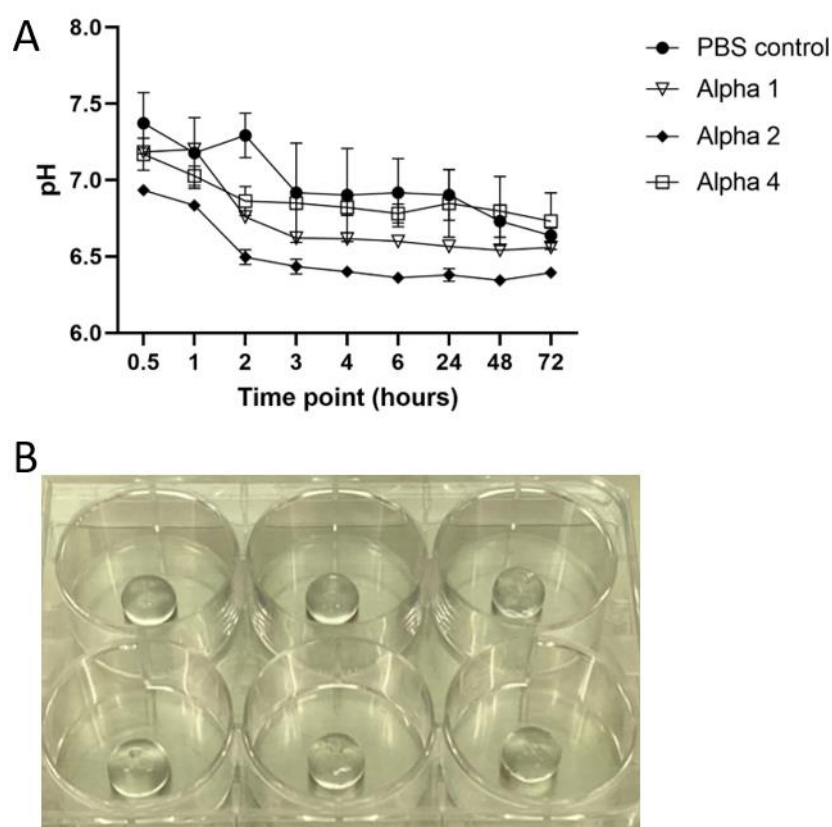 A
8.0
7.5
7.0
6.5
6.0
pH
0.5 1 2 3 4 6 24 48 72
Time point (hours)
PBS control
Alpha 1
Alpha 2
Alpha 4
B